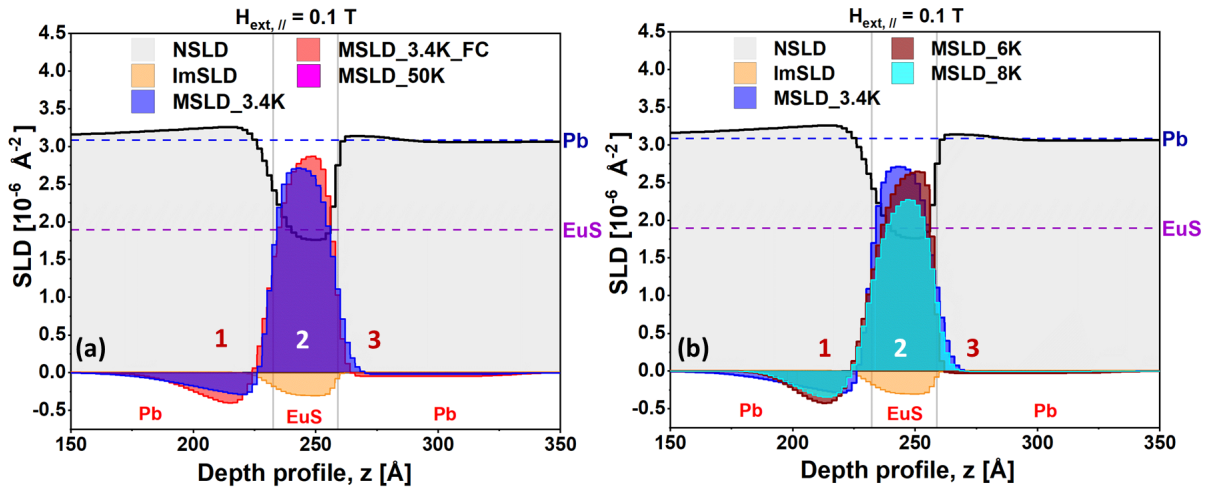 H ext, // = 0.1 T
NSLD
ImSLD
MSLD_3.4K
MSLD_3.4K_FC
MSLD_50K
4.5
4.0
3.5
3.0
2.5
2.0
1.5
1.0
0.5
0.0
-0.5
SLD [10⁻⁶ Å⁻²]
Pb
EuS
(a)
1
2
3
Pb
EuS
Pb
150
200
250
300
350
Depth profile, z [Å]
H ext, // = 0.1 T
NSLD
ImSLD
MSLD_3.4K
MSLD_6K
MSLD_8K
4.5
4.0
3.5
3.0
2.5
2.0
1.5
1.0
0.5
0.0
-0.5
SLD [10⁻⁶ Å⁻²]
Pb
EuS
(b)
1
2
3
Pb
EuS
Pb
150
200
250
300
350
Depth profile, z [Å]